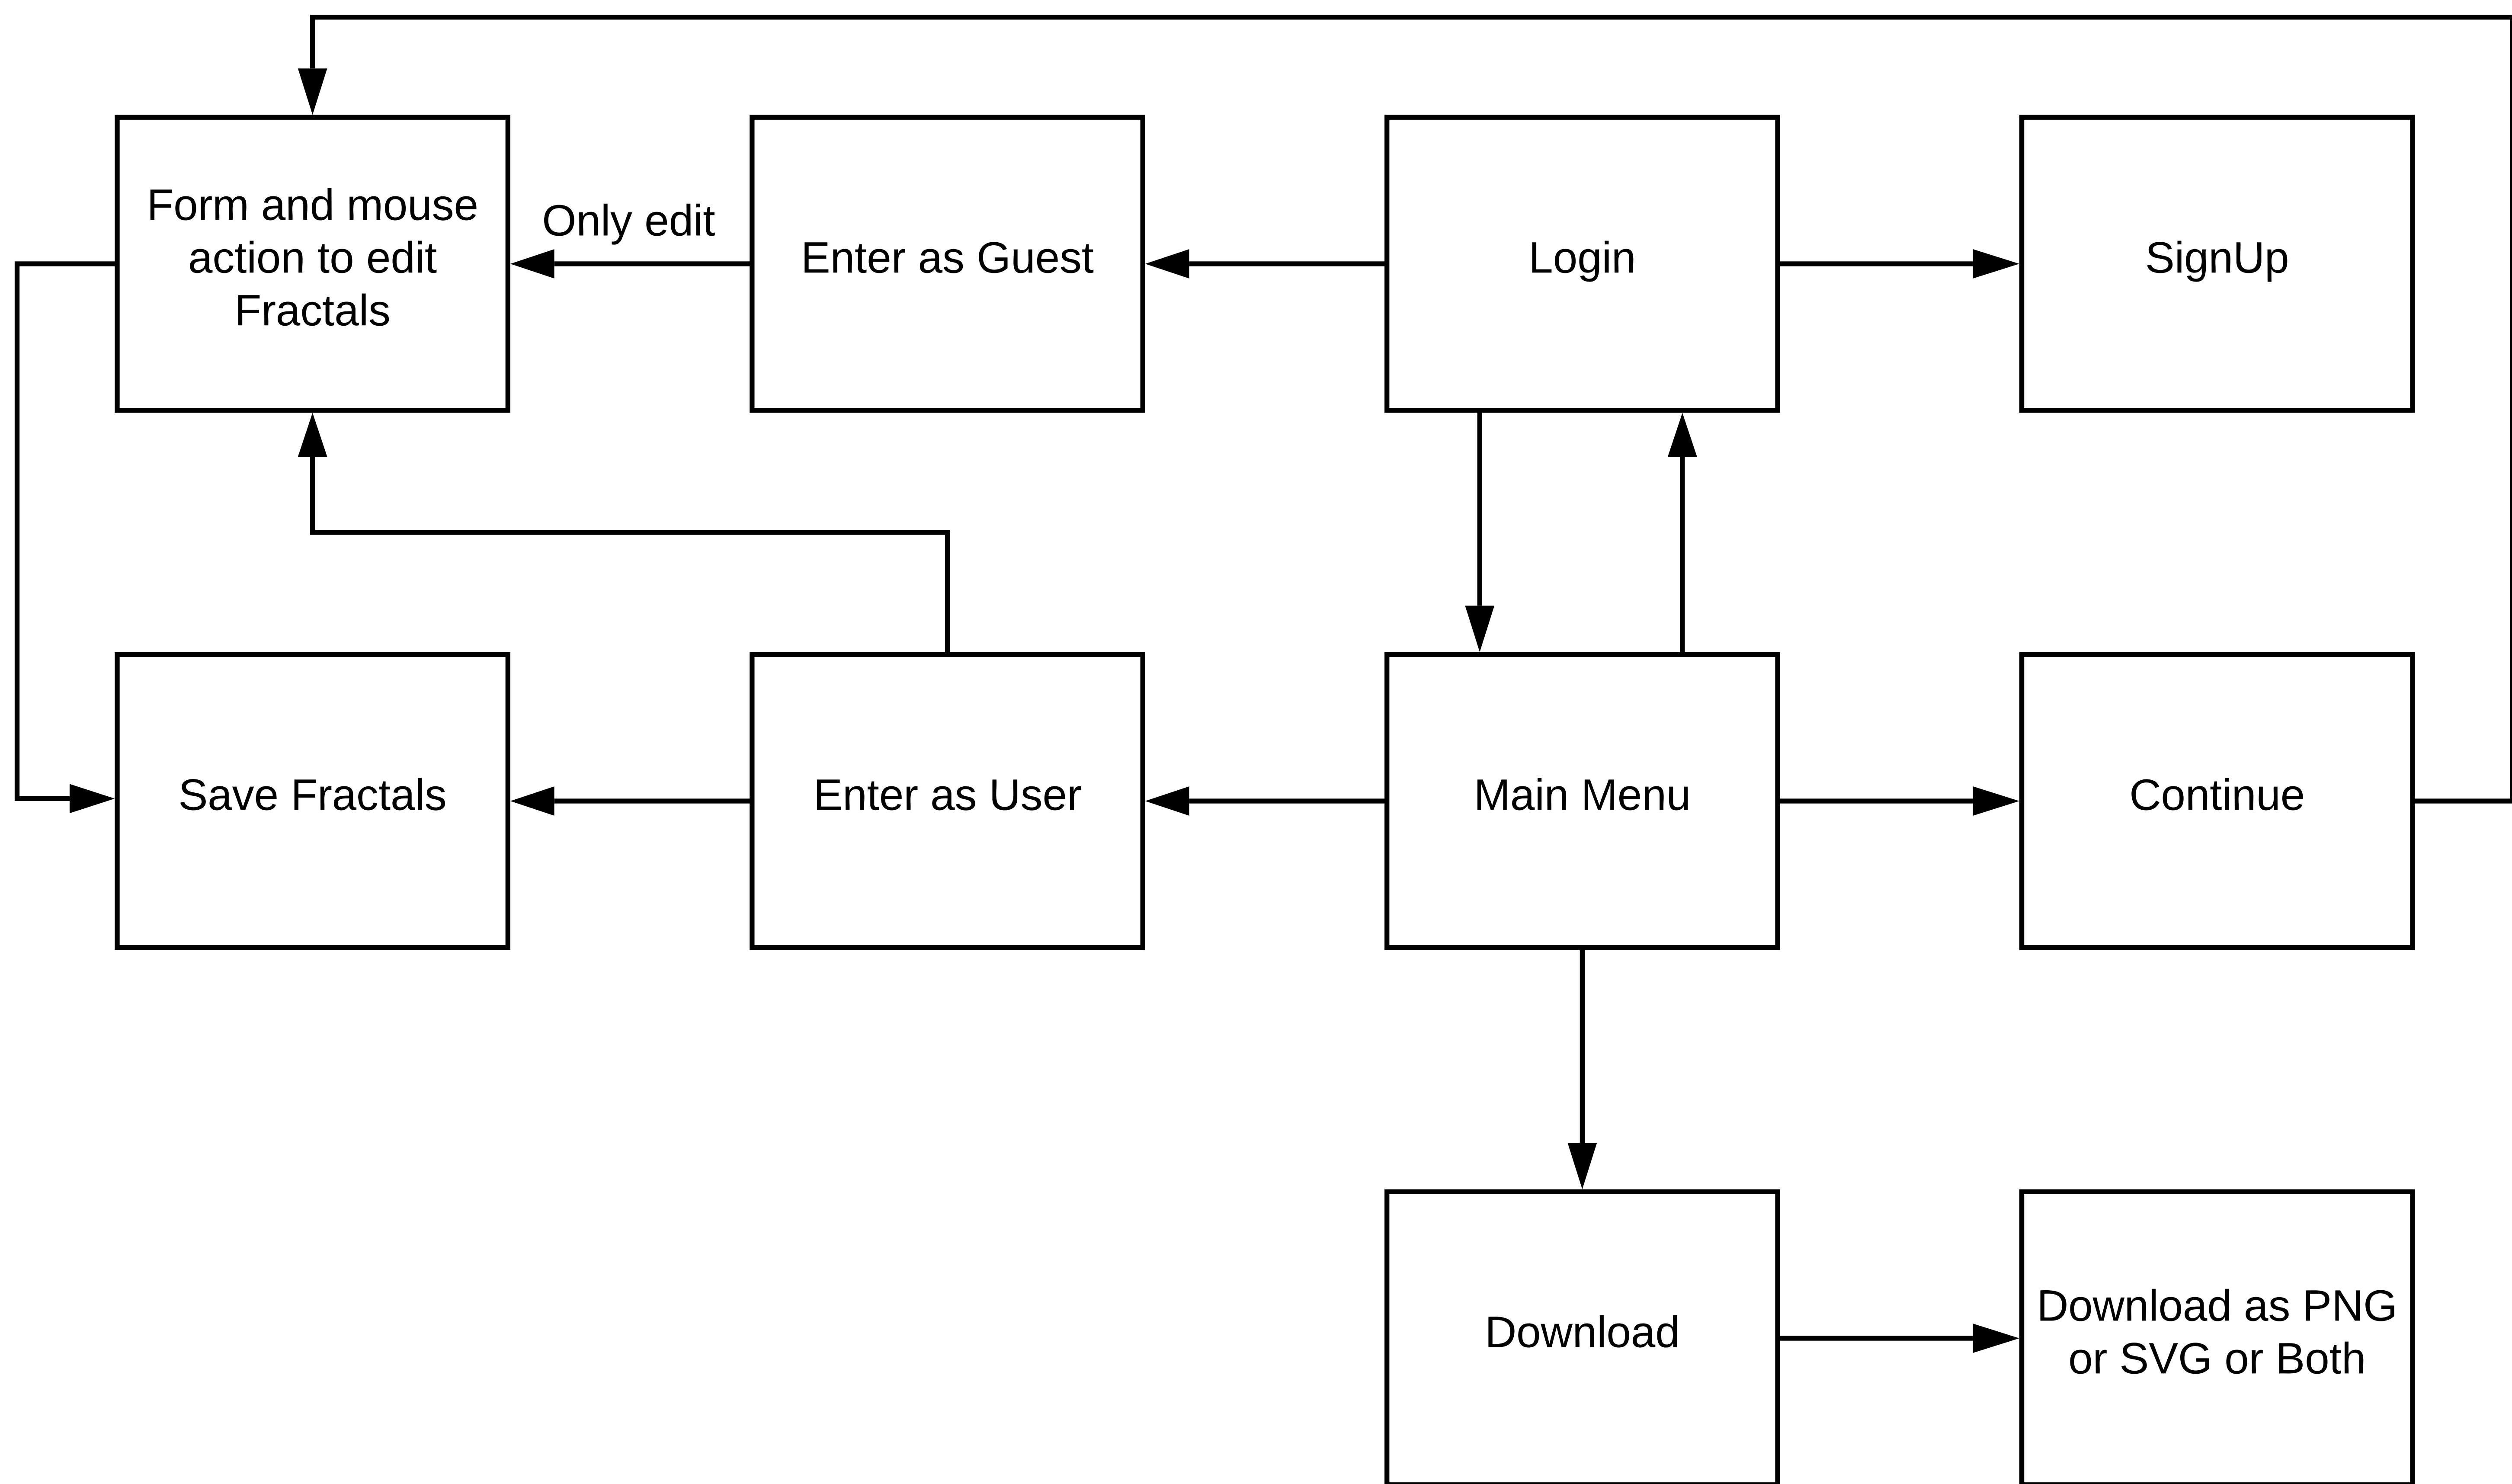 Form and mouse
action to edit
Fractals
Only edit
Enter as Guest
Login
SignUp
Save Fractals
Enter as User
Main Menu
Continue
Download
Download as PNG
or SVG or Both